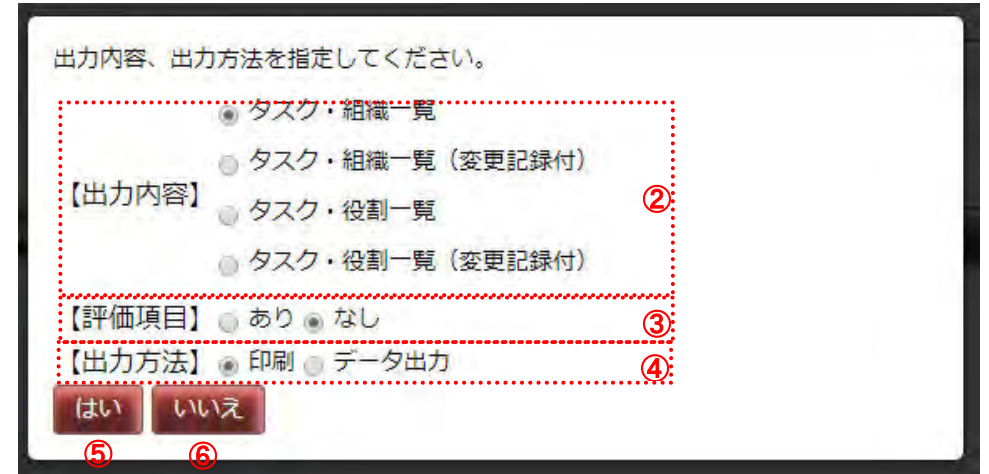 出力内容、出力方法を指定してください。
タスク・組織一覧
タスク・組織一覧（変更記録付）
【出力内容】
②
タスク・役割一覧
タスク・役割一覧（変更記録付）
【評価項目】 あり なし ③
【出力方法】 印刷 データ出力 ④
はい いいえ
⑤ ⑥